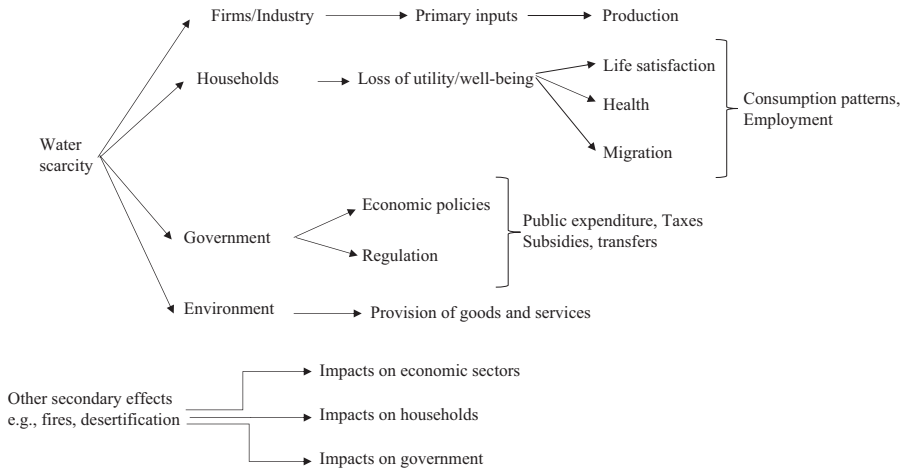 Firms/Industry
Primary inputs
Production
Households
Loss of utility/well-being
Life satisfaction
Health
Migration
Consumption patterns,
Employment
Water
scarcity
Government
Economic policies
Regulation
Public expenditure, Taxes
Subsidies, transfers
Environment
Provision of goods and services
Other secondary effects
e.g., fires, desertification
Impacts on economic sectors
Impacts on households
Impacts on government